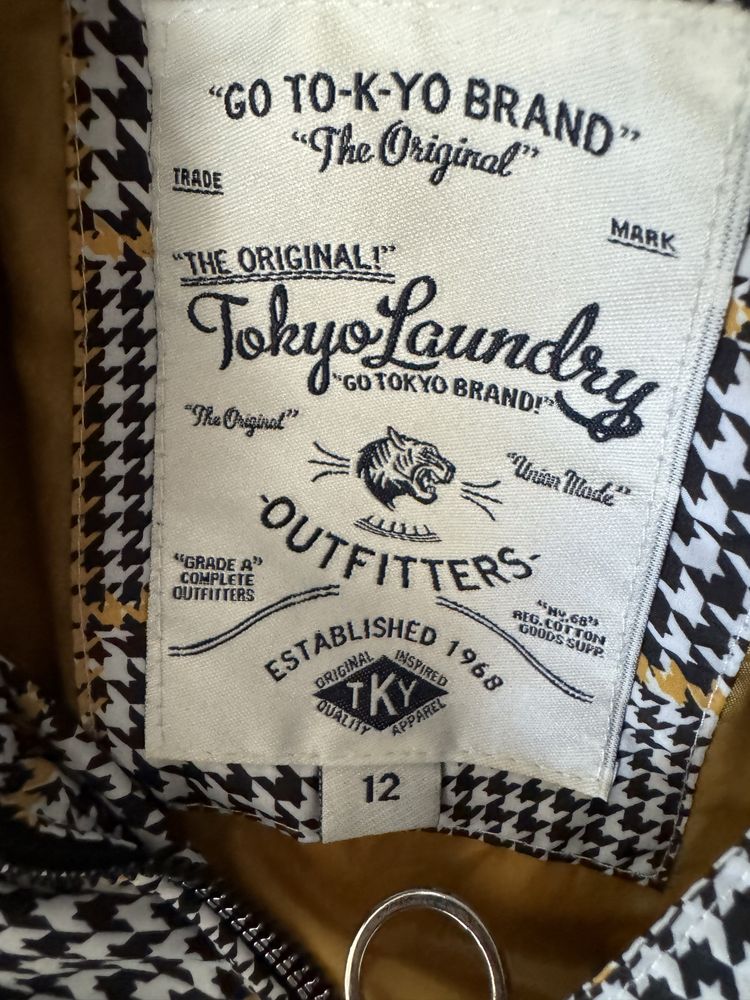 "GO TO-K-YO BRAND"
"The Original"
TRADE
MARK
"THE ORIGINAL!"
Tokyo Laundry
"GO TOKYO BRAND!"
"The Original"
"Union Made"
OUTFITTERS
"GRADE A"
COMPLETE
OUTFITTERS
"NY.68"
REG. COTTON
GOODS SUPP.
ESTABLISHED 1968
ORIGINAL INSPIRED
TKY
QUALITY APPAREL
12